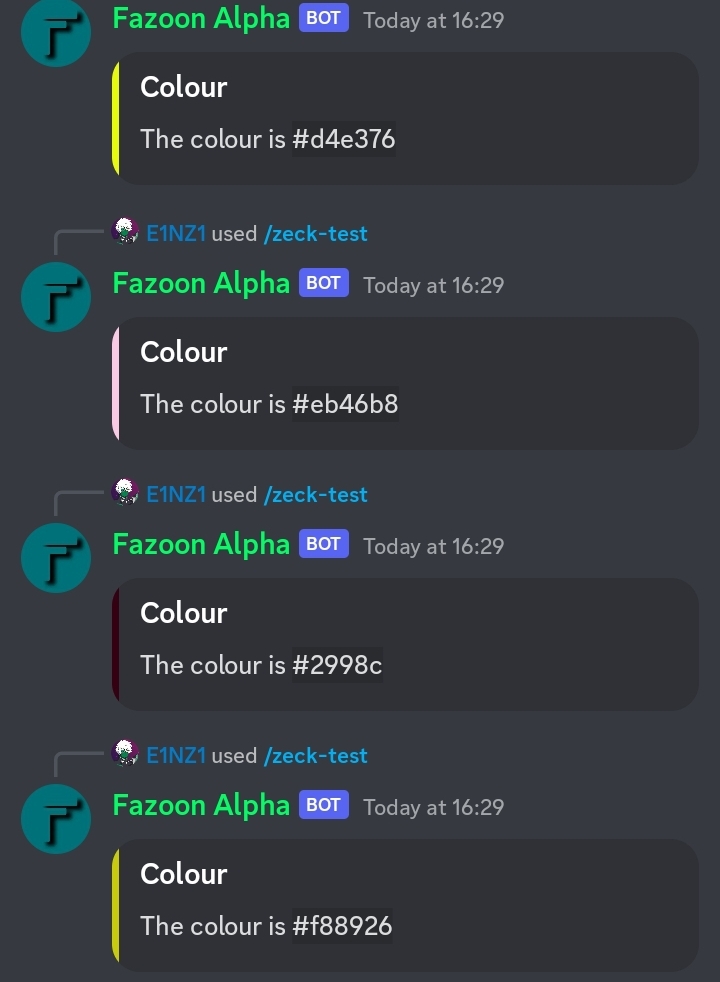 Fazoon Alpha BOT Today at 16:29
Colour
The colour is #d4e376
E1NZ1 used /zeck-test
Fazoon Alpha BOT Today at 16:29
Colour
The colour is #eb46b8
E1NZ1 used /zeck-test
Fazoon Alpha BOT Today at 16:29
Colour
The colour is #2998c
E1NZ1 used /zeck-test
Fazoon Alpha BOT Today at 16:29
Colour
The colour is #f88926